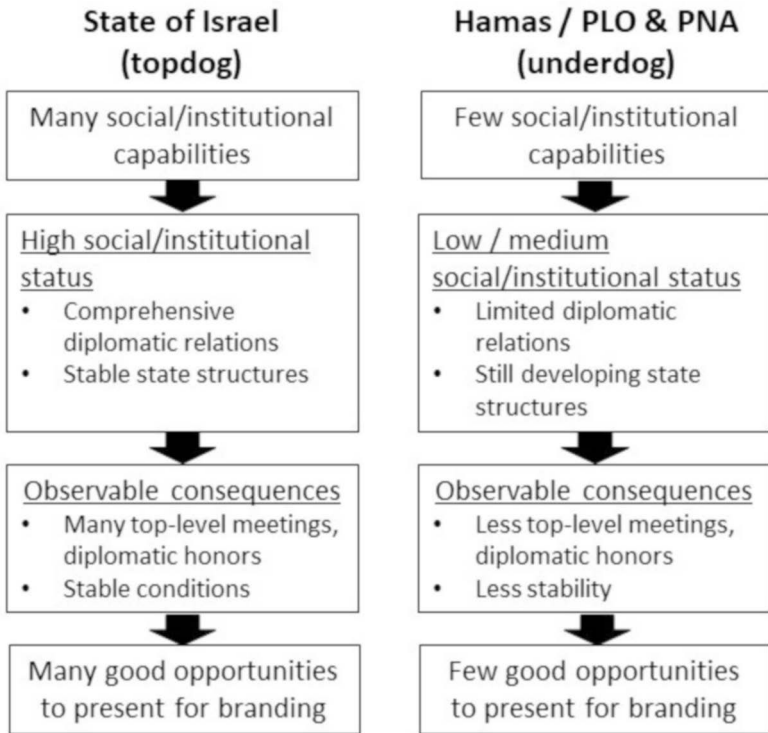 State of Israel
(topdog)
Many social/institutional
capabilities
High social/institutional
status
• Comprehensive
diplomatic relations
• Stable state structures
Observable consequences
• Many top-level meetings,
diplomatic honors
• Stable conditions
Many good opportunities
to present for branding
Hamas / PLO & PNA
(underdog)
Few social/institutional
capabilities
Low / medium
social/institutional status
• Limited diplomatic
relations
• Still developing state
structures
Observable consequences
• Less top-level meetings,
diplomatic honors
• Less stability
Few good opportunities
to present for branding